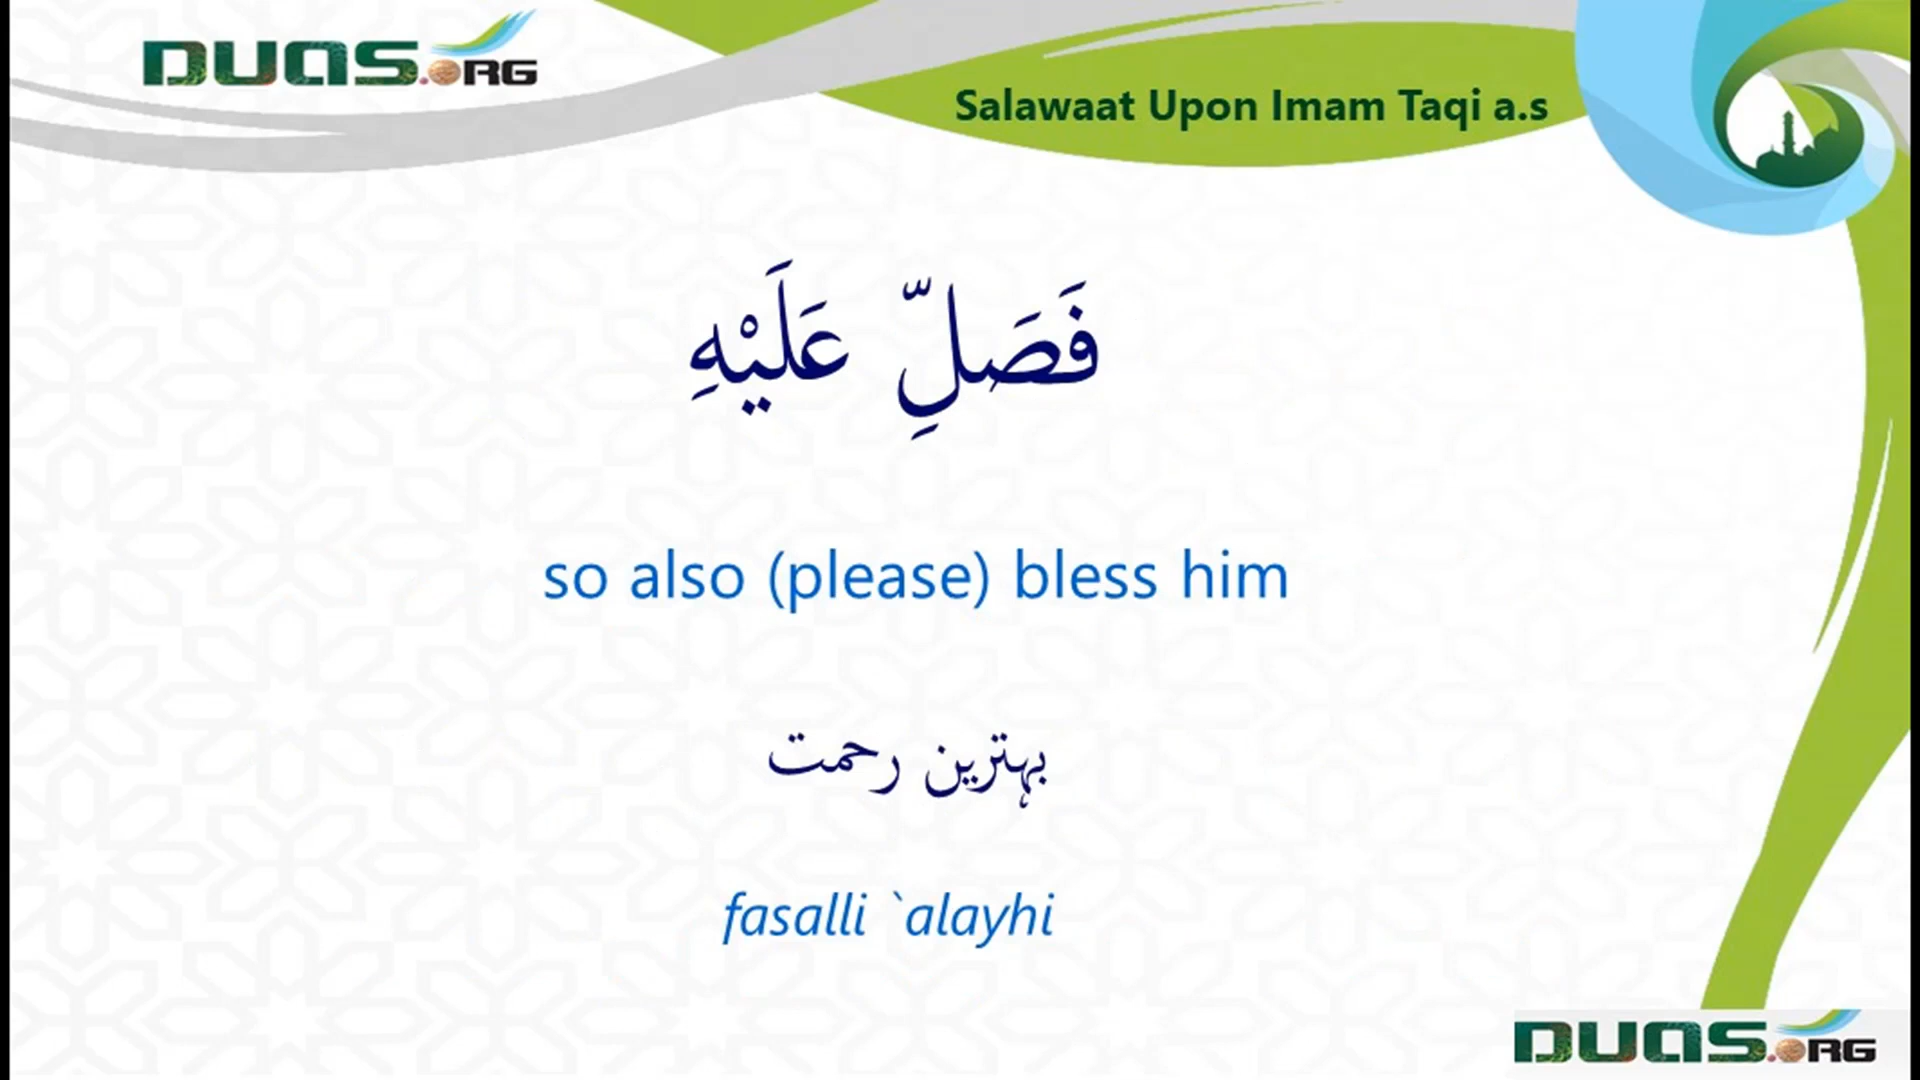 DUAS.ORG
Salawaat Upon Imam Taqi a.s
فَصَلِّ عَلَيْهِ
so also (please) bless him
بہترین رحمت
fasalli `alayhi
DUAS.ORG